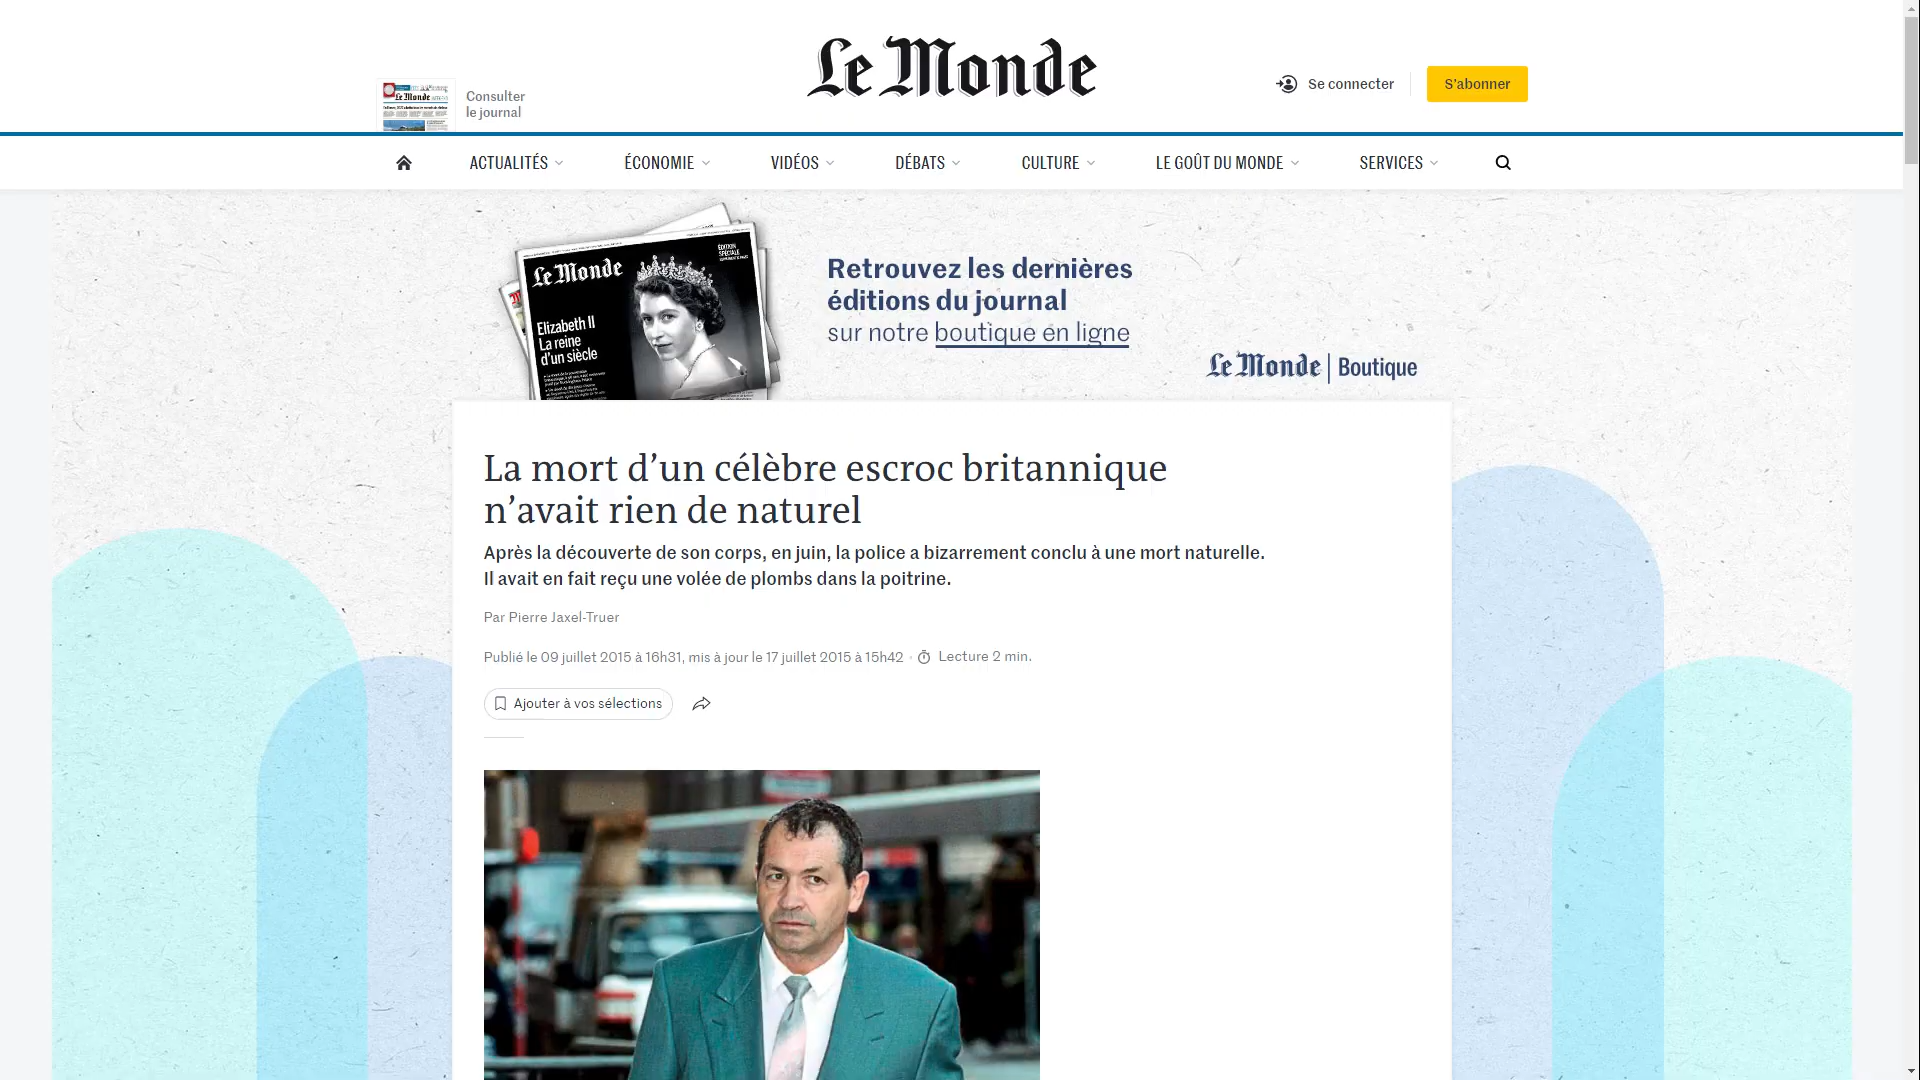 Le Monde
Consulter
le journal
Se connecter
S'abonner
ACTUALITÉS
ÉCONOMIE
VIDÉOS
DÉBATS
CULTURE
LE GOÛT DU MONDE
SERVICES
Le Monde
ÉDITION
SPÉCIALE
Elizabeth II
La reine
d'un siècle
Retrouvez les dernières
éditions du journal
sur notre boutique en ligne
Le Monde | Boutique
La mort d’un célèbre escroc britannique
n’avait rien de naturel
Après la découverte de son corps, en juin, la police a bizarrement conclu à une mort naturelle.
Il avait en fait reçu une volée de plombs dans la poitrine.
Par Pierre Jaxel-Truer
Publié le 09 juillet 2015 à 16h31, mis à jour le 17 juillet 2015 à 15h42 · Lecture 2 min.
Ajouter à vos sélections